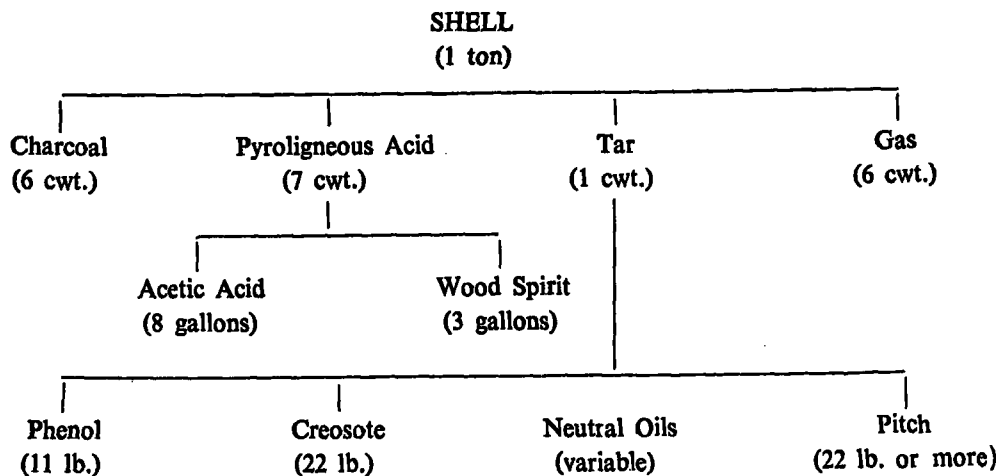 SHELL
(1 ton)
Charcoal Pyroligneous Acid Tar Gas
(6 cwt.) (7 cwt.) (1 cwt.) (6 cwt.)
Acetic Acid Wood Spirit
(8 gallons) (3 gallons)
Phenol Creosote Neutral Oils Pitch
(11 lb.) (22 lb.) (variable) (22 lb. or more)